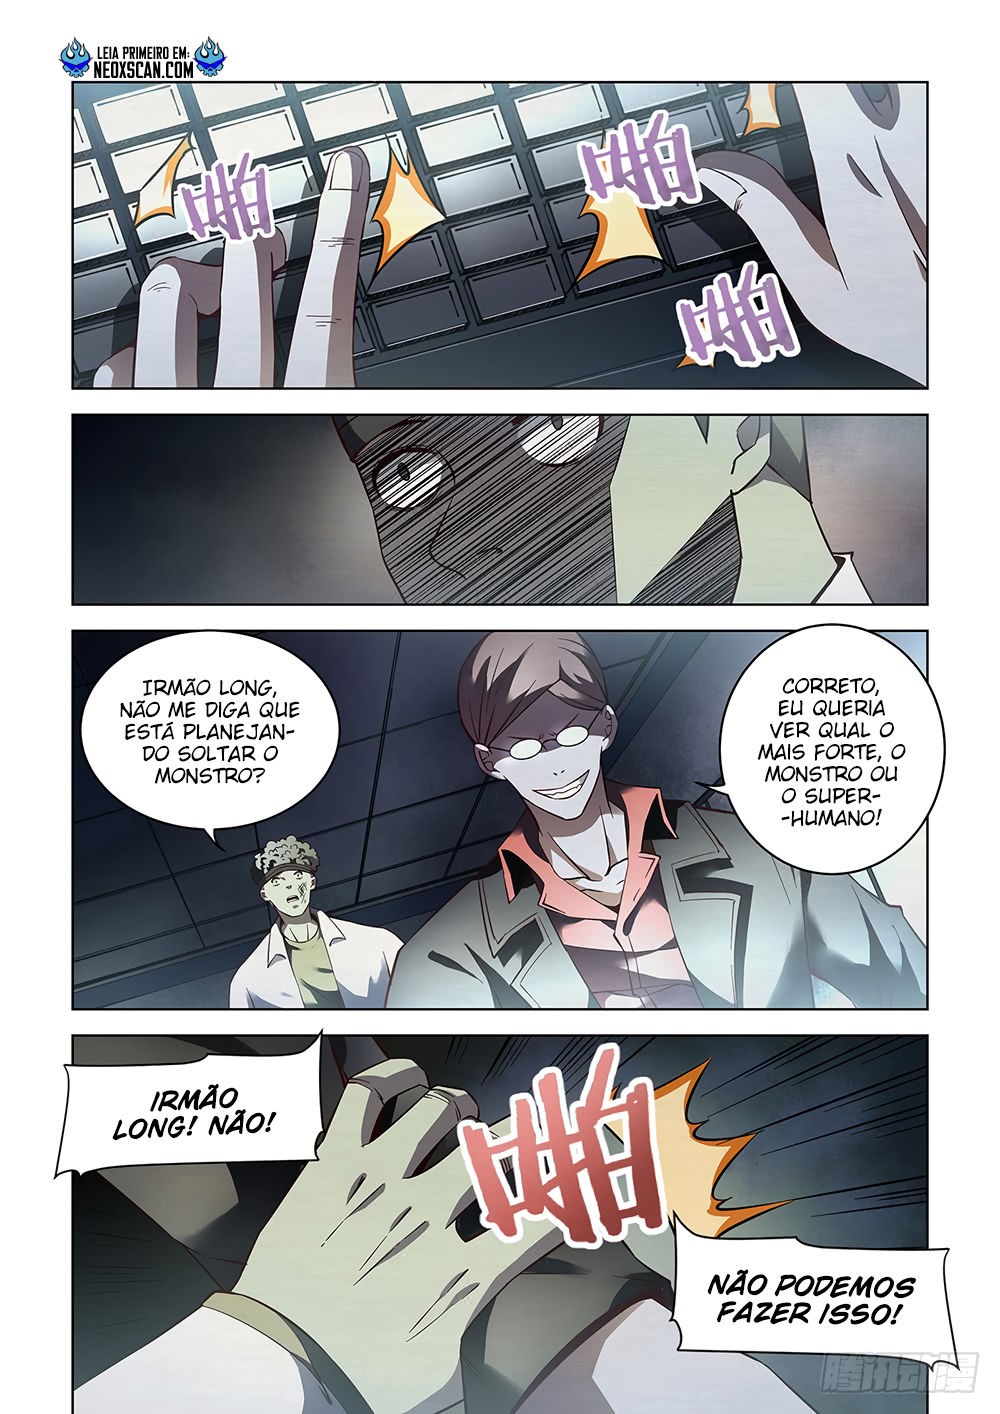 LEIA PRIMEIRO EM:
NEOXSCAN.COM
啪
啪
啪
IRMÃO LONG,
NÃO ME DIGA QUE
ESTÁ PLANEJAN-
DO SOLTAR O
MONSTRO?
CORRETO,
EU QUERIA
VER QUAL O
MAIS FORTE, O
MONSTRO OU
O SUPER-
-HUMANO!
IRMÃO
LONG! NÃO!
啪
NÃO PODEMOS
FAZER ISSO!
腾讯动漫